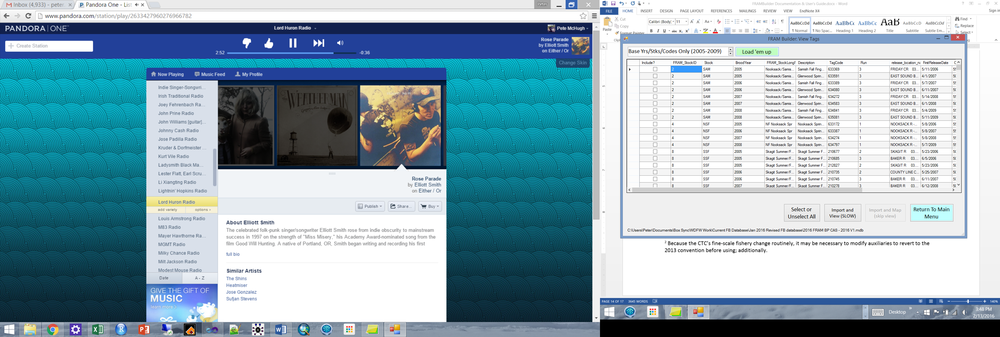 Inbox (4,933) - peter.
Pandora One - List
Peter
www.pandora.com/station/play/2633427960276966782
PANDORA | ONE
Lord Huron Radio
Pete McHugh
Create Station
2:52
-0:36
Rose Parade
by Elliott Smith
on Either / Or
Change Skin
Now Playing
Music Feed
My Profile
Indie Singer-Songwri...
Irish Traditional Radio
Joey Fehrenbach Ra...
John Prine Radio
John Williams [guitar]...
Johnny Cash Radio
Jose Padilla Radio
Kruder & Dorfmeister ...
Kurt Vile Radio
Ladysmith Black Ma...
Lester Flatt, Earl Scru...
Li Xiangting Radio
Lightnin' Hopkins Radio
Lord Huron Radio
add variety
options >
Louis Armstrong Radio
M83 Radio
Mayer Hawthorne Ra...
MGMT Radio
Milky Chance Radio
Milt Jackson Radio
Modest Mouse Radio
Date
A - Z
GIVE THE GIFT OF
MUSIC
learn more >
THE
WEATHERMAN
Gregory Alan Isakov
Rose Parade
by Elliott Smith
on Either / Or
Publish
Share...
Buy
About Elliott Smith
The celebrated folk-punk singer/songwriter Elliott Smith rose from indie obscurity to mainstream
success in 1997 on the strength of "Miss Misery," his Academy Award-nominated song from the
film Good Will Hunting. A native of Portland, OR, Smith began writing and recording his first
full bio
Similar Artists
The Shins
Heatmiser
Jose Gonzalez
Sufjan Stevens
FRAMBuilder Documentation & User's Guide.docx - Word
Sign in
FILE HOME INSERT DESIGN PAGE LAYOUT REFERENCES MAILINGS REVIEW VIEW EndNote X4
Paste
Cut
Copy
Format Painter
Calibri (Body) 11
AaBbCcDd AaBbCcDd AaBbCc AaBbCc AaB AaBbCcD AaBbCcDd
¶ Normal ¶ No Spac... Heading 1 Heading 2 Title Subtitle Subtle Em...
Find
Replace
Select
FRAM Builder: View Tags
Base Yrs/Stks/Codes Only (2005-2009)
Load 'em up
Include? FRAM_StockID Stock BroodYear FRAM_StockLongN Description TagCode Run release_location_na FirstReleaseDate
2 SAM 2005 Nooksack/Samis... Samish Fall Fing... 633369 3 FRIDAY CR 03... 5/11/2006 55
2 SAM 2005 Nooksack/Samis... Glenwood Sprin... 633591 3 EAST SOUND B... 4/1/2007 50
2 SAM 2006 Nooksack/Samis... Samish Fall Fing... 633389 3 FRIDAY CR 03... 5/7/2007 55
2 SAM 2006 Nooksack/Samis... Glenwood Sprin... 634080 3 EAST SOUND B... 6/11/2007 50
2 SAM 2007 Nooksack/Samis... Samish Fall Fing... 634272 3 FRIDAY CR 03... 5/14/2008 55
2 SAM 2007 Nooksack/Samis... Glenwood Sprin... 634583 3 EAST SOUND B... 6/1/2008 50
2 SAM 2008 Nooksack/Samis... Samish Fall Fing... 634841 3 FRIDAY CR 03... 5/4/2009 55
2 SAM 2008 Nooksack/Samis... Glenwood Sprin... 635081 3 EAST SOUND B... 5/11/2009 50
4 NSF 2005 NF Nooksack Spr Nooksack Sprin... 633172 1 NOOKSACK R -... 5/8/2006 55
4 NSF 2006 NF Nooksack Spr Nooksack Sprin... 633387 1 NOOKSACK R -... 5/8/2007 55
4 NSF 2007 NF Nooksack Spr Nooksack Sprin... 634274 1 NOOKSACK R -... 5/8/2008 55
4 NSF 2008 NF Nooksack Spr Nooksack Sprin... 634797 1 NOOKSACK R -... 5/7/2009 55
8 SSF 2005 Skagit Summer/F... Skagit Summer F... 210677 2 SKAGIT R 03.... 5/23/2006 50
8 SSF 2005 Skagit Summer/F... Skagit Summer F... 210685 3 BAKER R 03.... 6/5/2006 50
8 SSF 2005 Skagit Summer/F... Skagit Summer F... 212827 2 SKAGIT R 03.... 5/23/2006 50
8 SSF 2006 Skagit Summer/F... Skagit Summer F... 210735 2 COUNTY LINE C... 5/25/2007 50
8 SSF 2006 Skagit Summer/F... Skagit Summer F... 210745 3 BAKER R 03.... 6/11/2007 50
8 SSF 2007 Skagit Summer/F... Skagit Summer F... 210278 3 BAKER R 03.... 6/12/2008 50
Select or
Unselect All
Import and
View (SLOW)
Import and Map
(skip view)
Return To Main
Menu
C:\Users\Peter\Documents\Box Sync\WDFW Work\Current FB Database\Jan 2016 Revised FB database\2016 FRAM BP CAS - 2016 V1.mdb
2 Because the CTC's fine-scale fishery change routinely, it may be necessary to modify auxiliaries to revert to the
2013 convention before using; additionally.
PAGE 14 OF 17 3645 WORDS
140%
Desktop
3:48 PM
2/13/2016